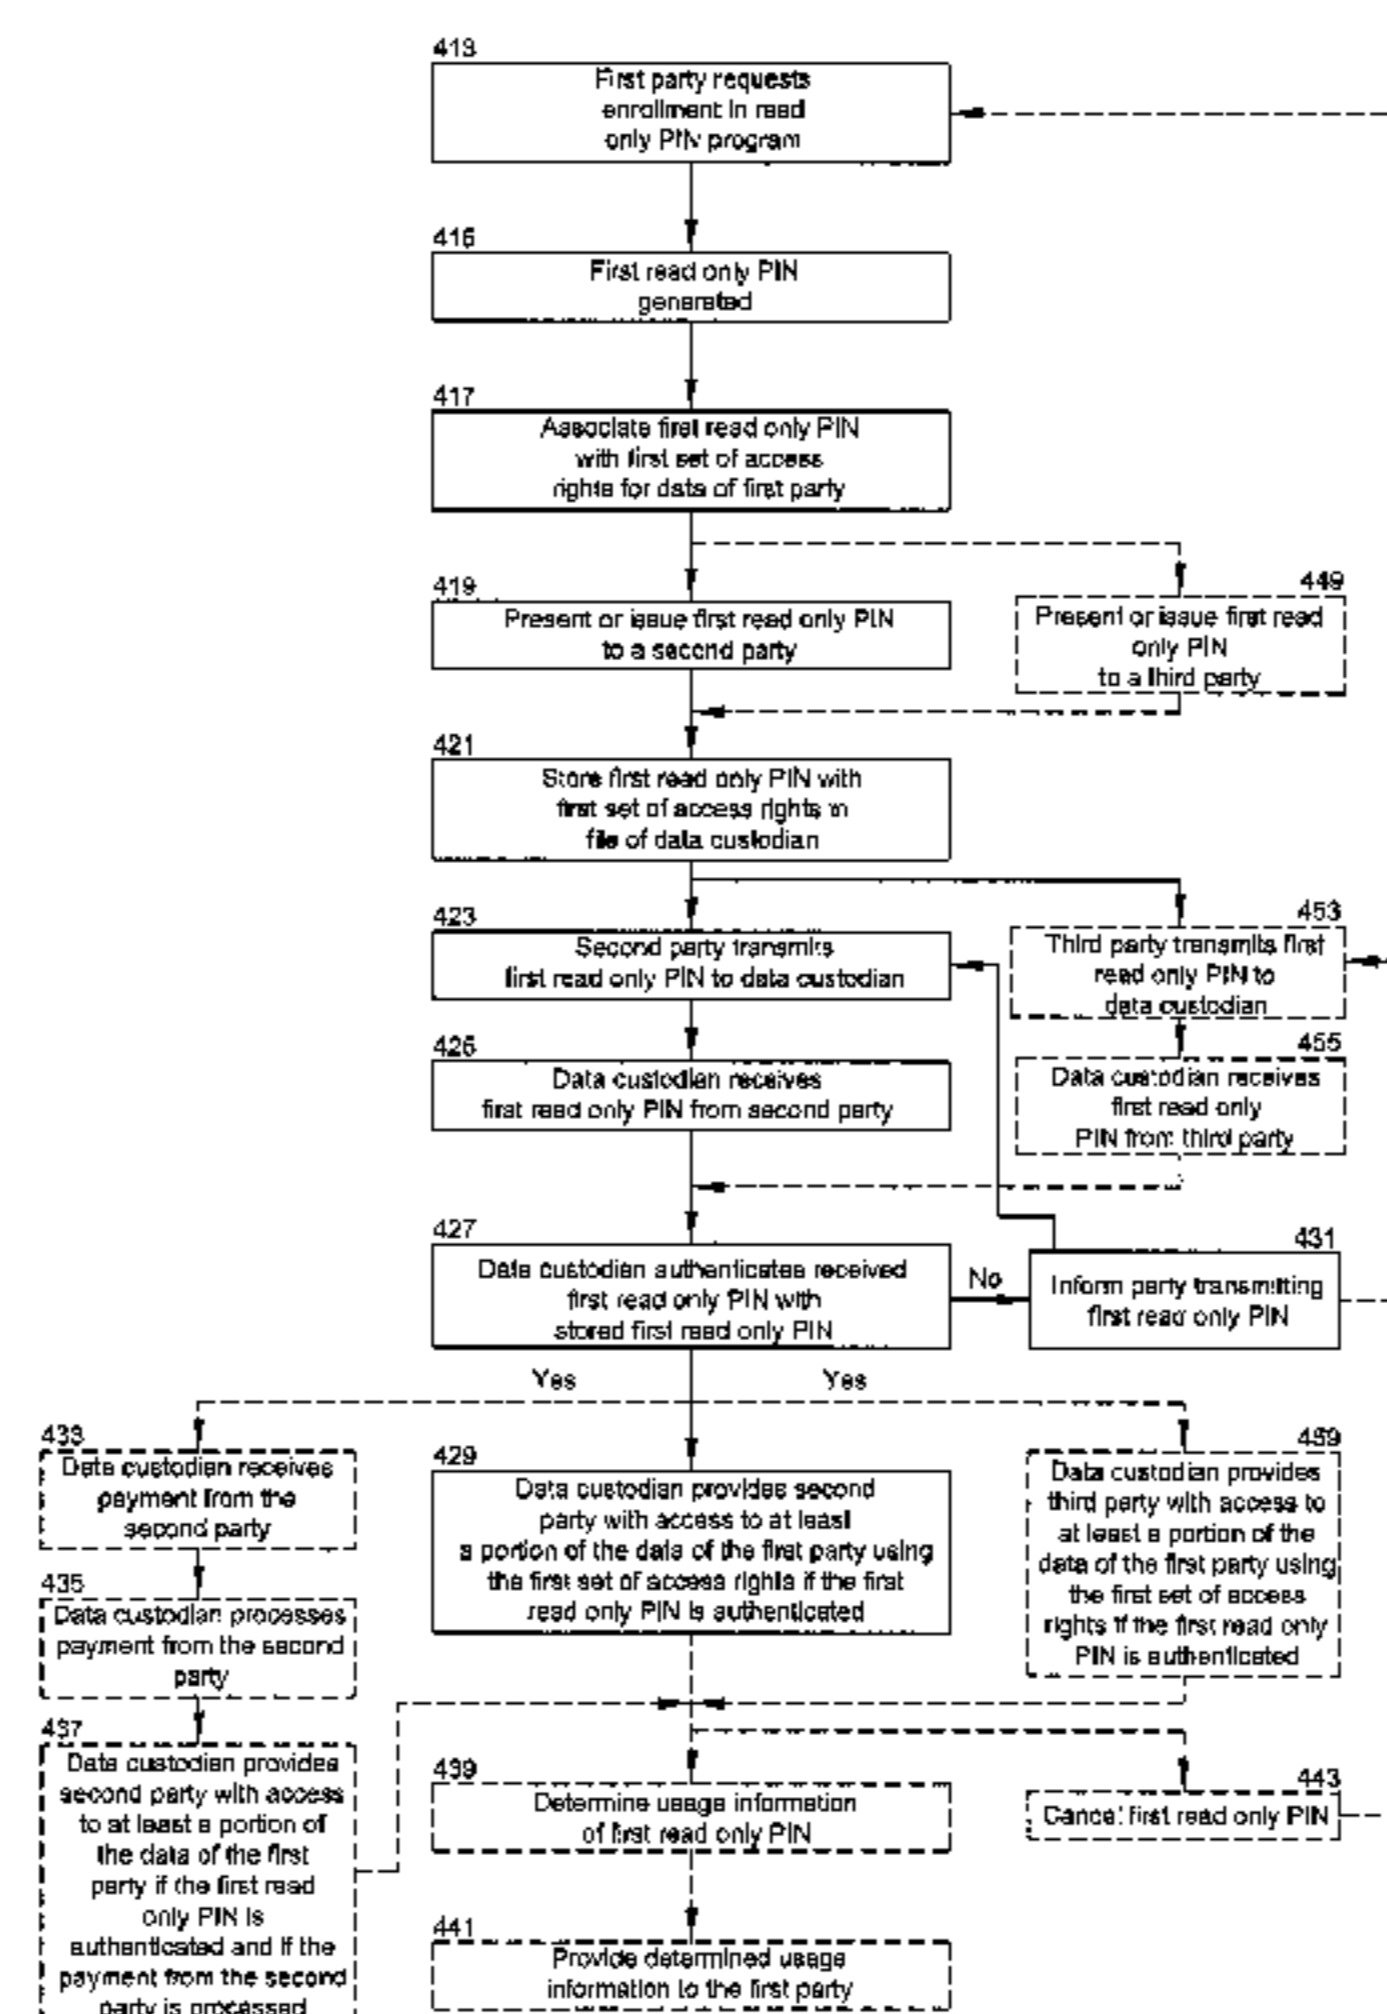 413
First party requests
enrollment in read
only PIN program
415
First read only PIN
generated
417
Associate first read only PIN
with first set of access
rights for data of first party
419
Present or issue first read only PIN
to a second party
449
Present or issue first read
only PIN
to a third party
421
Store first read only PIN with
first set of access rights in
file of data custodian
423
Second party transmits
first read only PIN to data custodian
453
Third party transmits first
read only PIN to
data custodian
425
Data custodian receives
first read only PIN from second party
455
Data custodian receives
first read only
PIN from third party
427
Data custodian authenticates received
first read only PIN with
stored first read only PIN
No
431
Inform party transmitting
first read only PIN
Yes
Yes
433
Data custodian receives
payment from the
second party
435
Data custodian processes
payment from the second
party
437
Data custodian provides
second party with access
to at least a portion of
the data of the first
party if the first read
only PIN is
authenticated and if the
payment from the second
party is processed
429
Data custodian provides second
party with access to at least
a portion of the data of the first party using
the first set of access rights if the first
read only PIN is authenticated
459
Data custodian provides
third party with access to
at least a portion of the
data of the first party using
the first set of access
rights if the first read only
PIN is authenticated
439
Determine usage information
of first read only PIN
443
Cancel first read only PIN
441
Provide determined usage
information to the first party